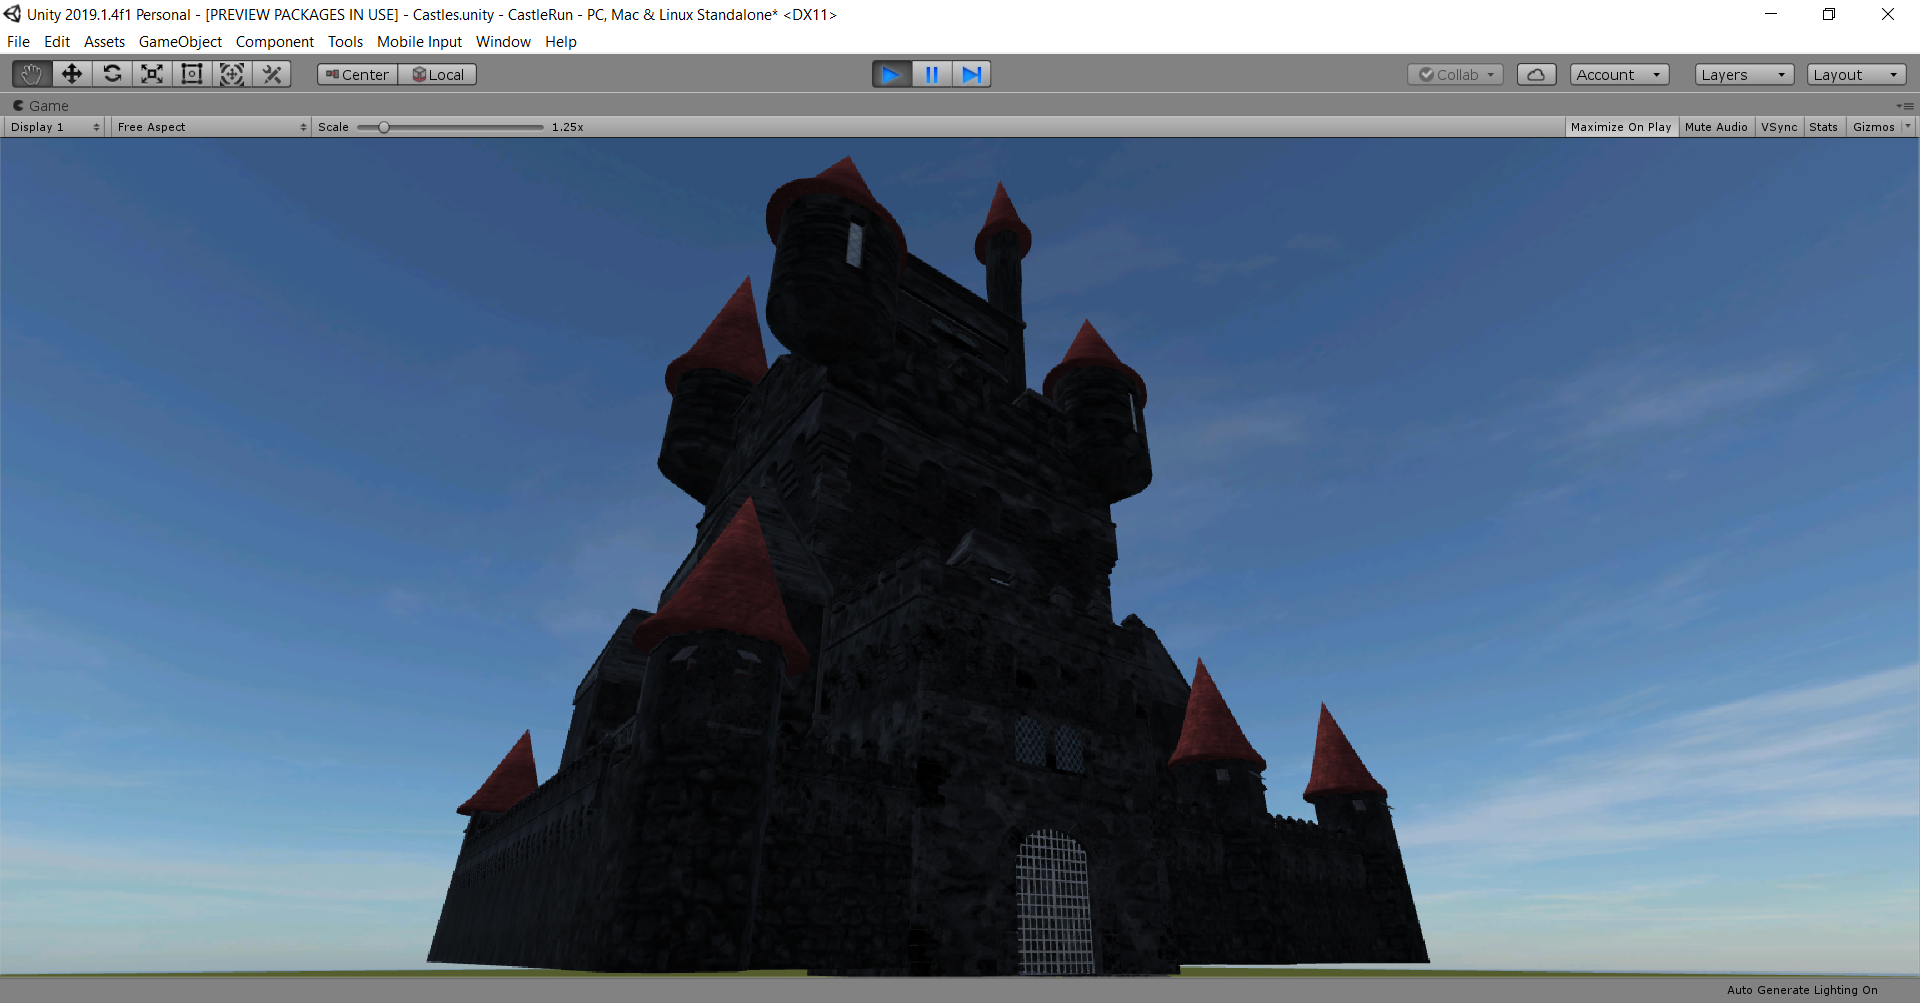 Unity 2019.1.4f1 Personal - [PREVIEW PACKAGES IN USE] - Castles.unity - CastleRun - PC, Mac & Linux Standalone* <DX11>
File Edit Assets GameObject Component Tools Mobile Input Window Help
Center Local Collab Account Layers Layout
Game
Display 1 Free Aspect Scale 1.25x Maximize On Play Mute Audio VSync Stats Gizmos
Auto Generate Lighting On